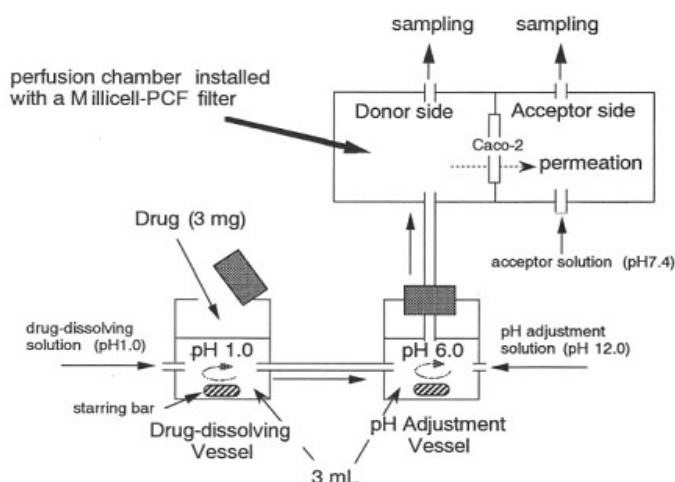 sampling
sampling
perfusion chamber installed
with a Millicell-PCF filter
Donor side
Acceptor side
Caco-2
permeation
Drug (3 mg)
acceptor solution (pH7.4)
drug-dissolving
solution (pH1.0)
pH 1.0
pH 6.0
pH adjustment
solution (pH 12.0)
starring bar
Drug-dissolving
Vessel
pH Adjustment
Vessel
3 mL